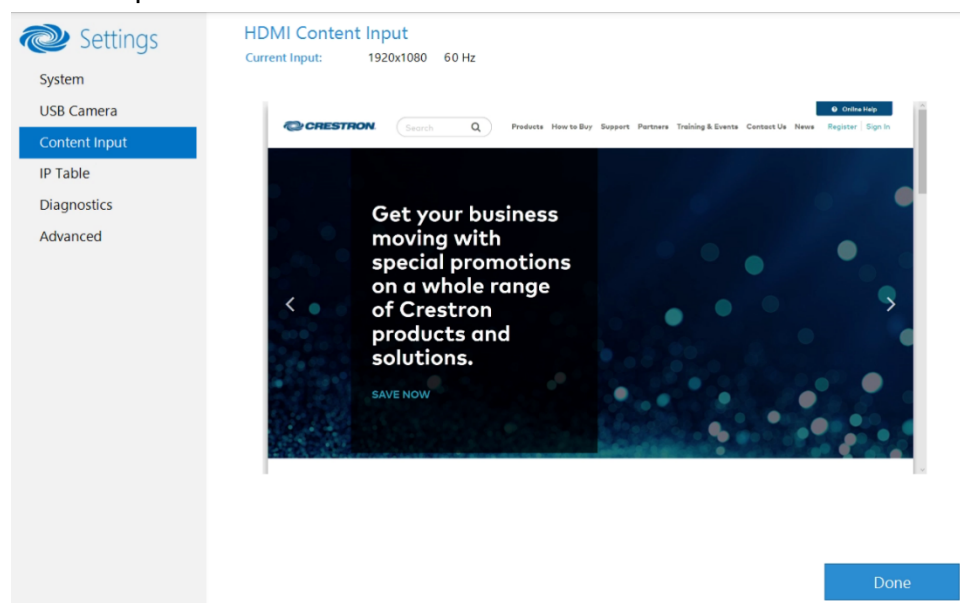 Settings
System
USB Camera
Content Input
IP Table
Diagnostics
Advanced
HDMI Content Input
Current Input: 1920x1080 60 Hz
Online Help
CRESTRON
Search
Products How to Buy Support Partners Training & Events Contact Us News Register Sign In
Get your business
moving with
special promotions
on a whole range
of Crestron
products and
solutions.
SAVE NOW
Done